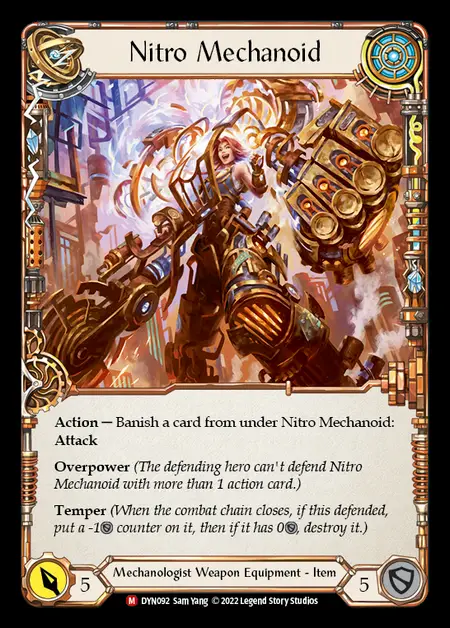 Nitro Mechanoid
Action — Banish a card from under Nitro Mechanoid:
Attack
Overpower (The defending hero can't defend Nitro
Mechanoid with more than 1 action card.)
Temper (When the combat chain closes, if this defended,
put a -1 counter on it, then if it has 0, destroy it.)
5
Mechanologist Weapon Equipment - Item
5
M DYN092 Sam Yang © 2022 Legend Story Studios